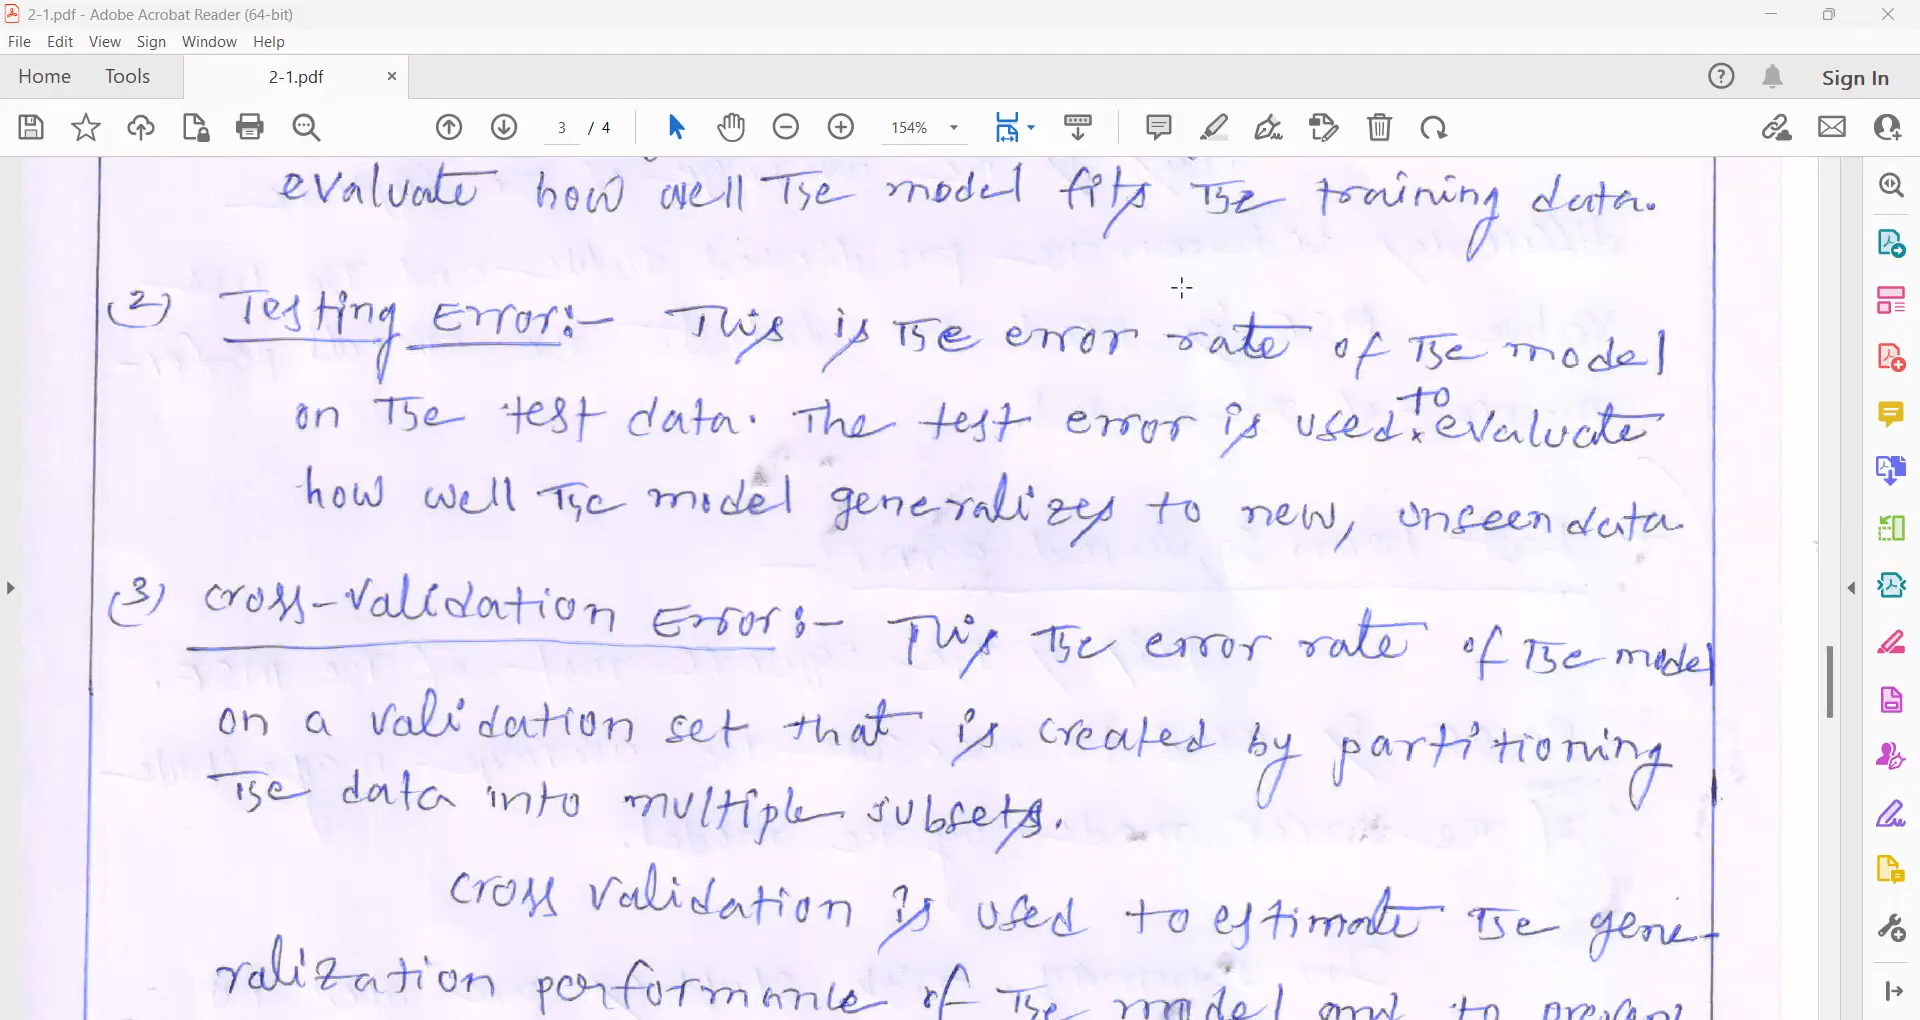 2-1.pdf - Adobe Acrobat Reader (64-bit)
File Edit View Sign Window Help
Home Tools 2-1.pdf × Sign In
3 / 4 154%
evaluate how well the model fits the training data.
(2) Testing Error:- This is the error rate of the model
on the test data. The test error is used to evaluate
how well the model generalizes to new, unseen data.
(3) Cross-Validation Error:- This the error rate of the model
on a validation set that is created by partitioning
the data into multiple subsets.
Cross validation is used to estimate the gene-
ralization performance of the model and to prevent